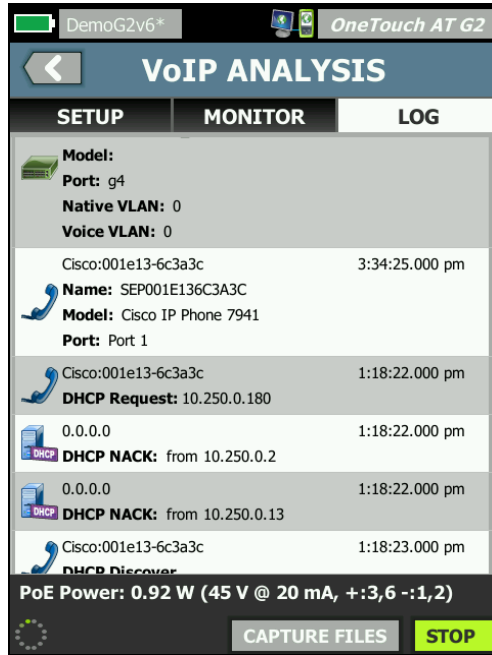 DemoG2v6*
OneTouch AT G2
VoIP ANALYSIS
SETUP
MONITOR
LOG
Model:
Port: g4
Native VLAN: 0
Voice VLAN: 0
Cisco:001e13-6c3a3c 3:34:25.000 pm
Name: SEP001E136C3A3C
Model: Cisco IP Phone 7941
Port: Port 1
Cisco:001e13-6c3a3c 1:18:22.000 pm
DHCP Request: 10.250.0.180
0.0.0.0 1:18:22.000 pm
DHCP
DHCP NACK: from 10.250.0.2
0.0.0.0 1:18:22.000 pm
DHCP
DHCP NACK: from 10.250.0.13
Cisco:001e13-6c3a3c 1:18:23.000 pm
DHCP Discover
PoE Power: 0.92 W (45 V @ 20 mA, +:3,6 -:1,2)
CAPTURE FILES
STOP